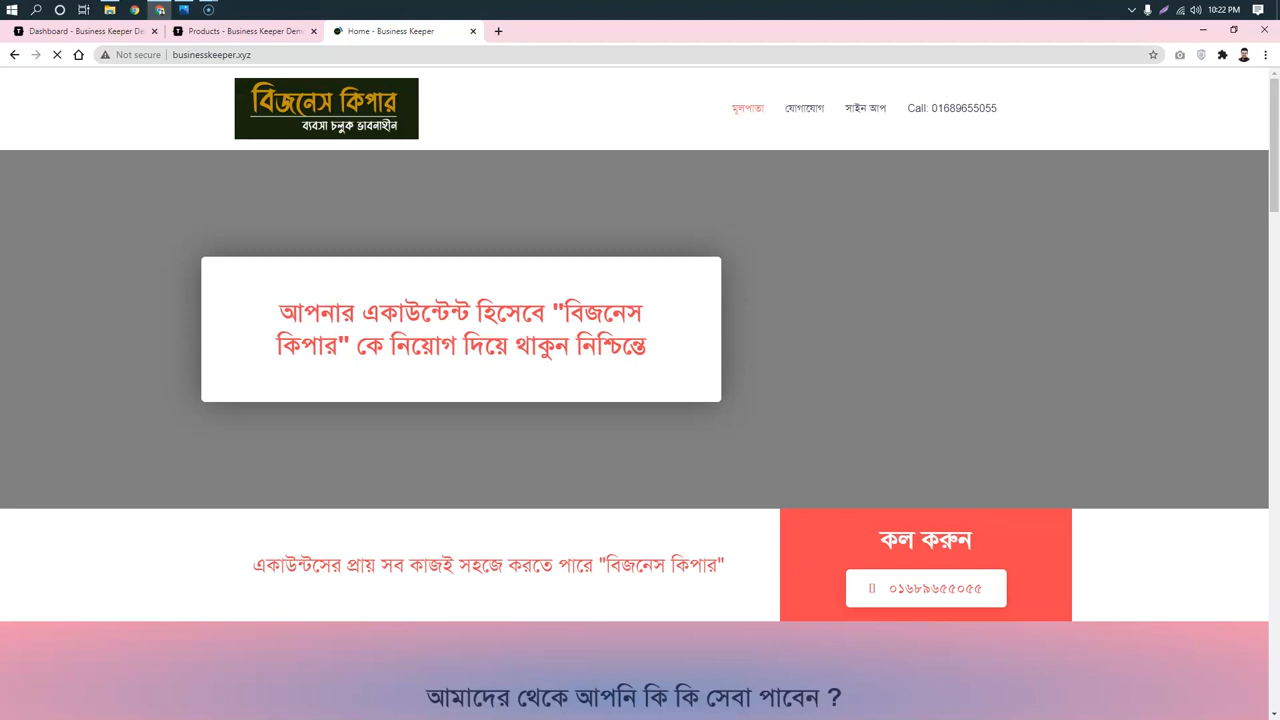 10:22 PM
Dashboard - Business Keeper De
Products - Business Keeper Demo
Home - Business Keeper
Not secure
businesskeeper.xyz
বিজনেস কিপার
ব্যবসা চলুক ভাবনাহীন
মূলপাতা
যোগাযোগ
সাইন আপ
Call: 01689655055
আপনার একাউন্টেন্ট হিসেবে "বিজনেস
কিপার" কে নিয়োগ দিয়ে থাকুন নিশ্চিন্তে
একাউন্টসের প্রায় সব কাজই সহজে করতে পারে "বিজনেস কিপার"
কল করুন
০১৬৮৯৬৫৫০৫৫
আমাদের থেকে আপনি কি কি সেবা পাবেন ?